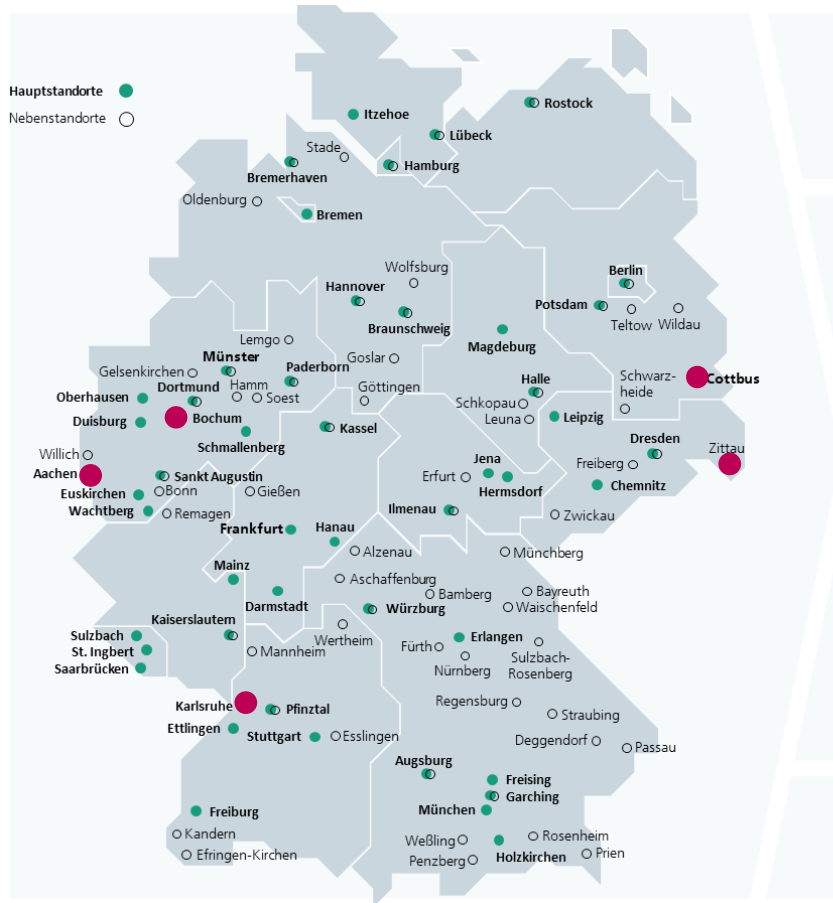 Hauptstandorte
Nebenstandorte
Rostock
Itzehoe
Lübeck
Stade
Hamburg
Bremerhaven
Oldenburg
Bremen
Wolfsburg
Berlin
Hannover
Potsdam
Braunschweig
Teltow
Wildau
Lemgo
Magdeburg
Münster
Goslar
Gelsenkirchen
Paderborn
Schwarz-
heide
Cottbus
Dortmund
Hamm
Göttingen
Halle
Oberhausen
Soest
Schkopau
Duisburg
Bochum
Leuna
Leipzig
Kassel
Schmallenberg
Willich
Dresden
Zittau
Aachen
Sankt Augustin
Jena
Freiberg
Erfurt
Hermsdorf
Chemnitz
Euskirchen
Bonn
Gießen
Wachtberg
Remagen
Ilmenau
Zwickau
Frankfurt
Hanau
Alzenau
Münchberg
Mainz
Aschaffenburg
Darmstadt
Bamberg
Bayreuth
Waischenfeld
Würzburg
Kaiserslautern
Wertheim
Sulzbach
St. Ingbert
Saarbrücken
Mannheim
Fürth
Erlangen
Nürnberg
Sulzbach-
Rosenberg
Karlsruhe
Pfinztal
Regensburg
Straubing
Ettlingen
Stuttgart
Esslingen
Deggendorf
Passau
Augsburg
Freising
Garching
München
Freiburg
Kandern
Efringen-Kirchen
Weßling
Rosenheim
Penzberg
Holzkirchen
Prien